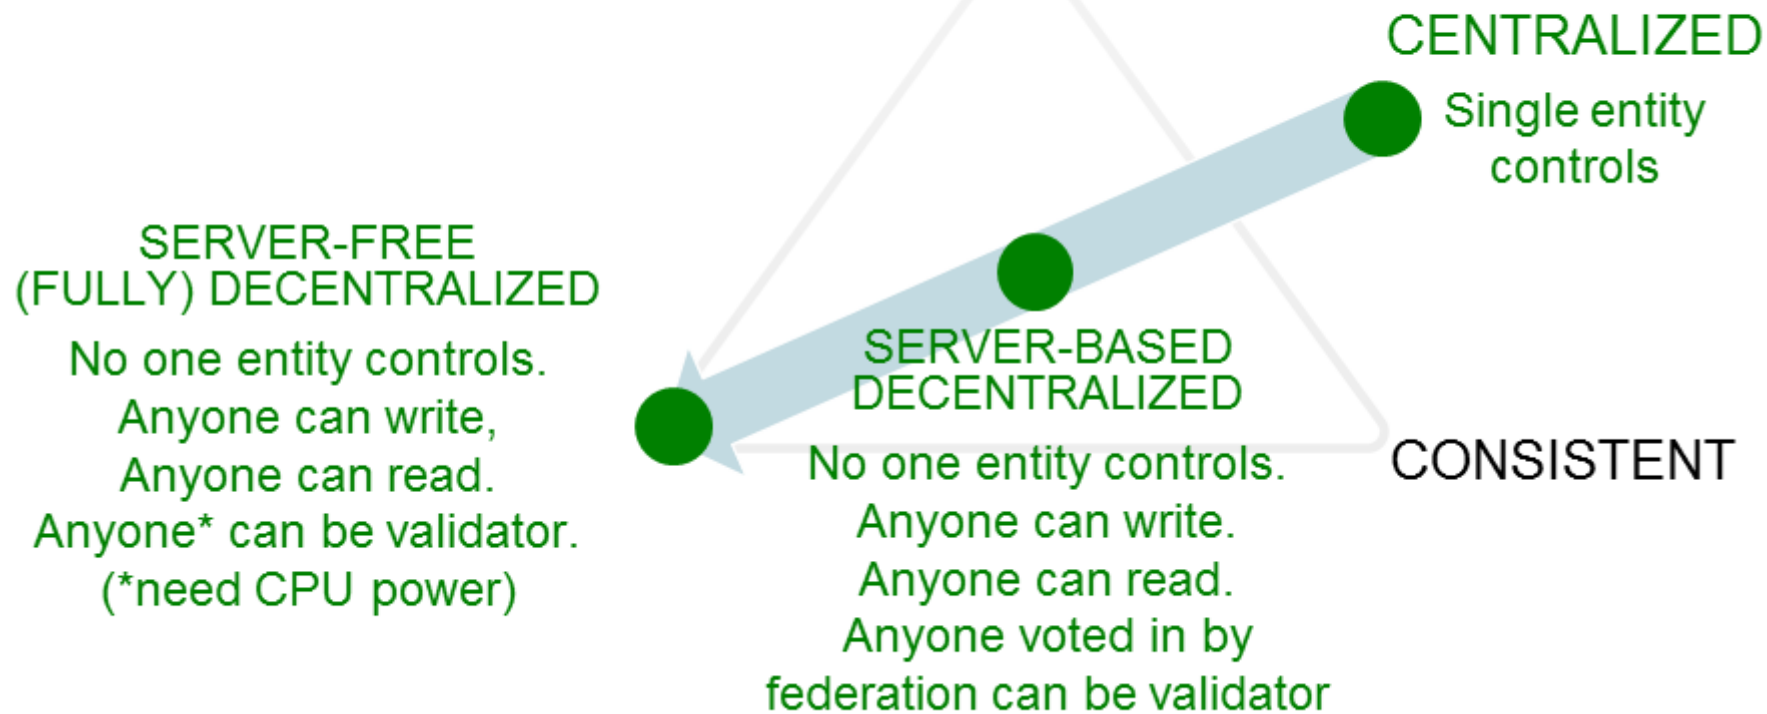 CENTRALIZED
Single entity
controls
SERVER-FREE
(FULLY) DECENTRALIZED
No one entity controls.
Anyone can write,
Anyone can read.
Anyone* can be validator.
(*need CPU power)
SERVER-BASED
DECENTRALIZED
No one entity controls.
Anyone can write.
Anyone can read.
Anyone voted in by
federation can be validator
CONSISTENT